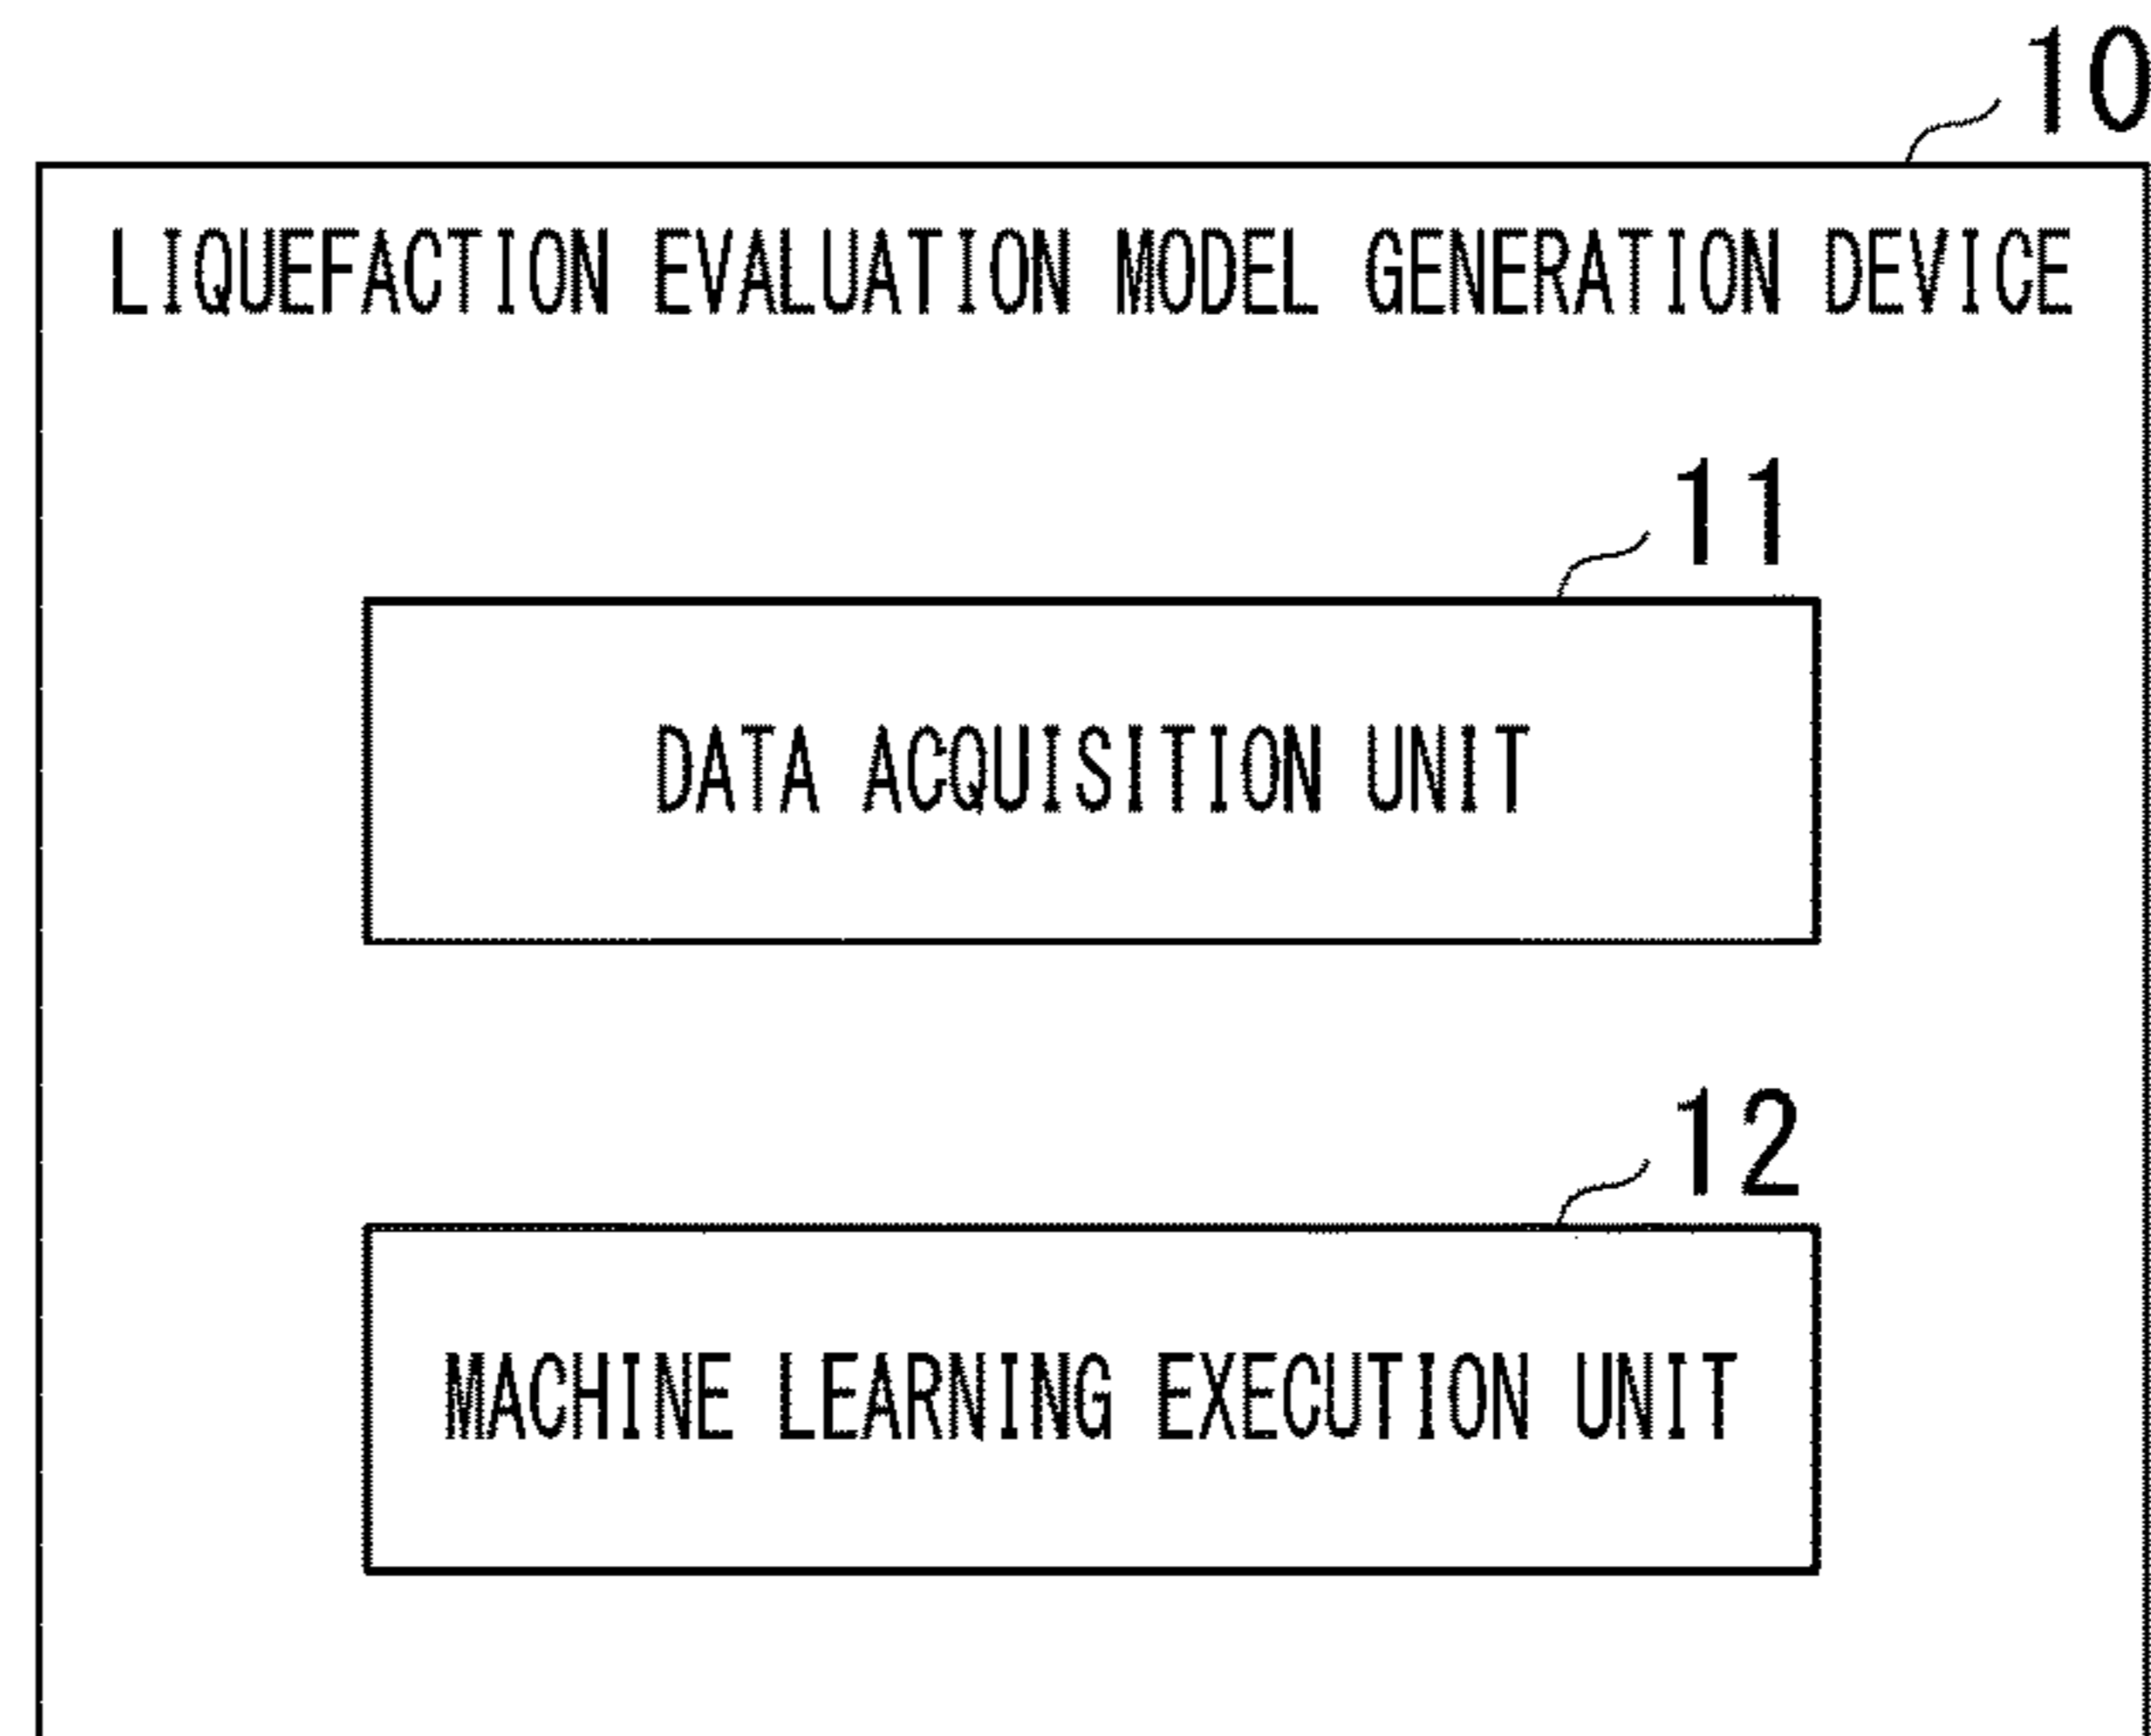 10
LIQUEFACTION EVALUATION MODEL GENERATION DEVICE
11
DATA ACQUISITION UNIT
12
MACHINE LEARNING EXECUTION UNIT